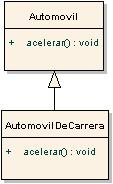 Automovil
+ acelerar() : void
AutomovilDeCarrera
+ acelerar() : void